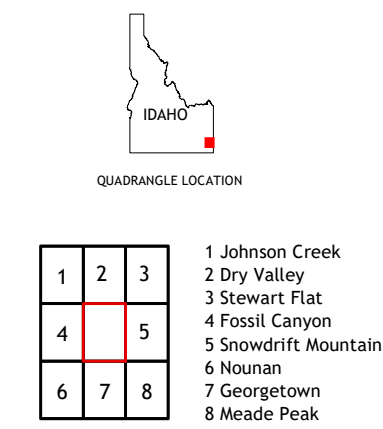 IDAHO
QUADRANGLE LOCATION
1 2 3
4 5
6 7 8
1 Johnson Creek
2 Dry Valley
3 Stewart Flat
4 Fossil Canyon
5 Snowdrift Mountain
6 Nounan
7 Georgetown
8 Meade Peak